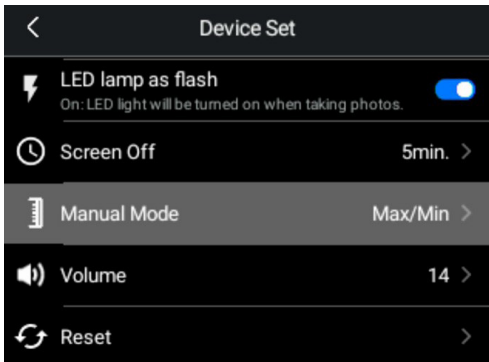 Device Set
LED lamp as flash
On: LED light will be turned on when taking photos.
Screen Off 5min.
Manual Mode Max/Min
Volume 14
Reset